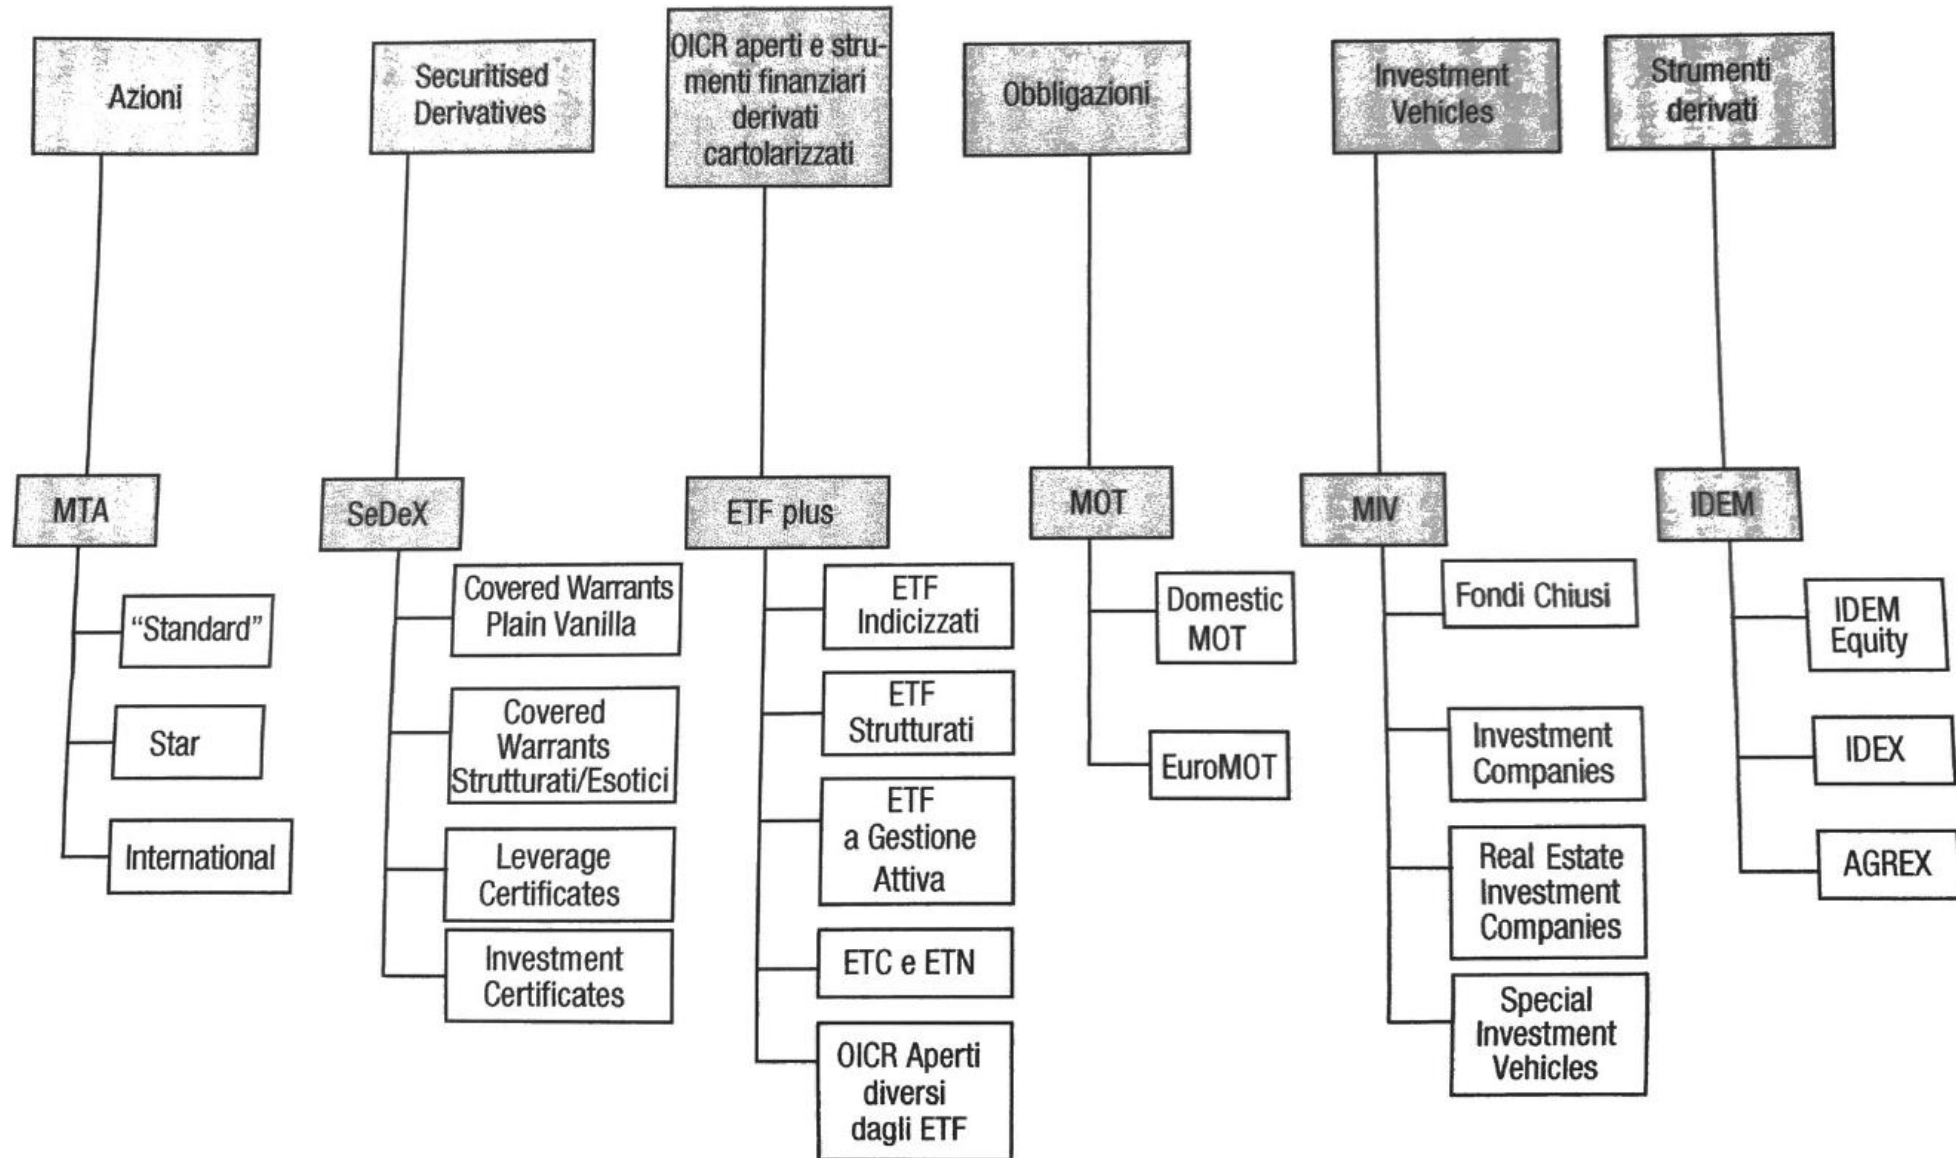 Azioni
Securitised
Derivatives
OICR aperti e stru-
menti finanziari
derivati
cartolarizzati
Obbligazioni
Investment
Vehicles
Strumenti
derivati
MTA
SeDeX
ETF plus
MOT
MIV
IDEM
“Standard”
Star
International
Covered Warrants
Plain Vanilla
Covered
Warrants
Strutturati/Esotici
Leverage
Certificates
Investment
Certificates
ETF
Indicizzati
ETF
Strutturati
ETF
a Gestione
Attiva
ETC e ETN
OICR Aperti
diversi
dagli ETF
Domestic
MOT
EuroMOT
Fondi Chiusi
Investment
Companies
Real Estate
Investment
Companies
Special
Investment
Vehicles
IDEM
Equity
IDEX
AGREX